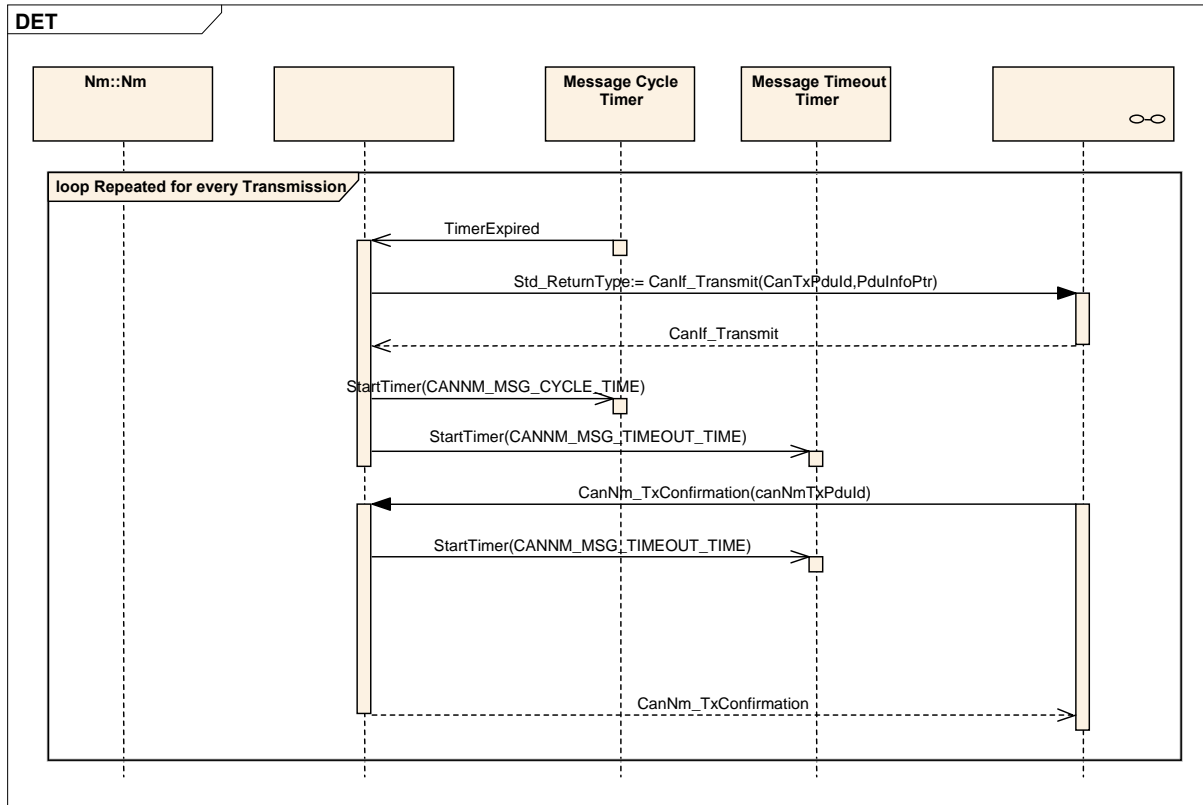 DET
Nm::Nm
Message Cycle
Timer
Message Timeout
Timer
loop Repeated for every Transmission
TimerExpired
Std_ReturnType:= CanIf_Transmit(CanTxPduId,PduInfoPtr)
CanIf_Transmit
StartTimer(CANNM_MSG_CYCLE_TIME)
StartTimer(CANNM_MSG_TIMEOUT_TIME)
CanNm_TxConfirmation(canNmTxPduId)
StartTimer(CANNM_MSG_TIMEOUT_TIME)
CanNm_TxConfirmation